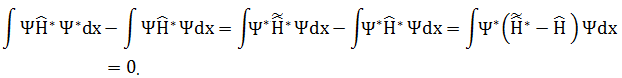 ∫ ΨĤ* Ψ*dx − ∫ ΨĤ* Ψdx = ∫Ψ*H̃̂* Ψdx − ∫Ψ*Ĥ* Ψdx = ∫Ψ*(H̃̂* − Ĥ )Ψdx
= 0.